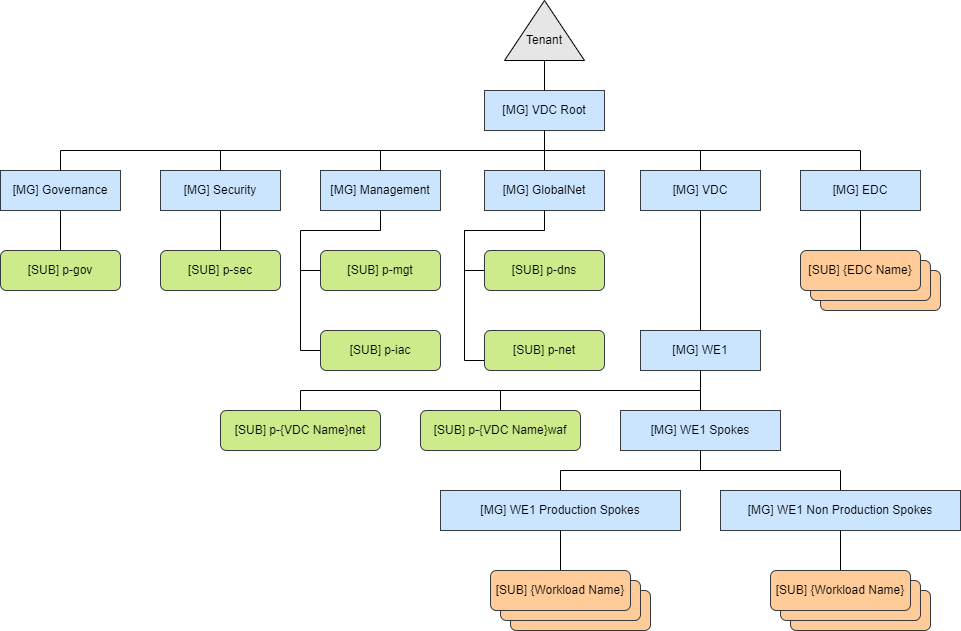 Tenant
[MG] VDC Root
[MG] Governance
[MG] Security
[MG] Management
[MG] GlobalNet
[MG] VDC
[MG] EDC
[SUB] p-gov
[SUB] p-sec
[SUB] p-mgt
[SUB] p-dns
[SUB] {EDC Name}
[SUB] p-iac
[SUB] p-net
[MG] WE1
[SUB] p-{VDC Name}net
[SUB] p-{VDC Name}waf
[MG] WE1 Spokes
[MG] WE1 Production Spokes
[MG] WE1 Non Production Spokes
[SUB] {Workload Name}
[SUB] {Workload Name}